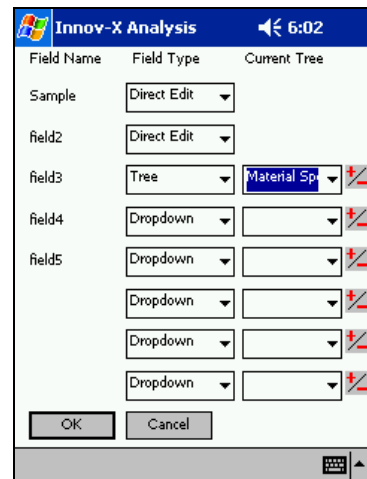 Innov-X Analysis 6:02
Field Name Field Type Current Tree
Sample Direct Edit
field2 Direct Edit
field3 Tree Material Spe
field4 Dropdown
field5 Dropdown
Dropdown
Dropdown
Dropdown
OK Cancel